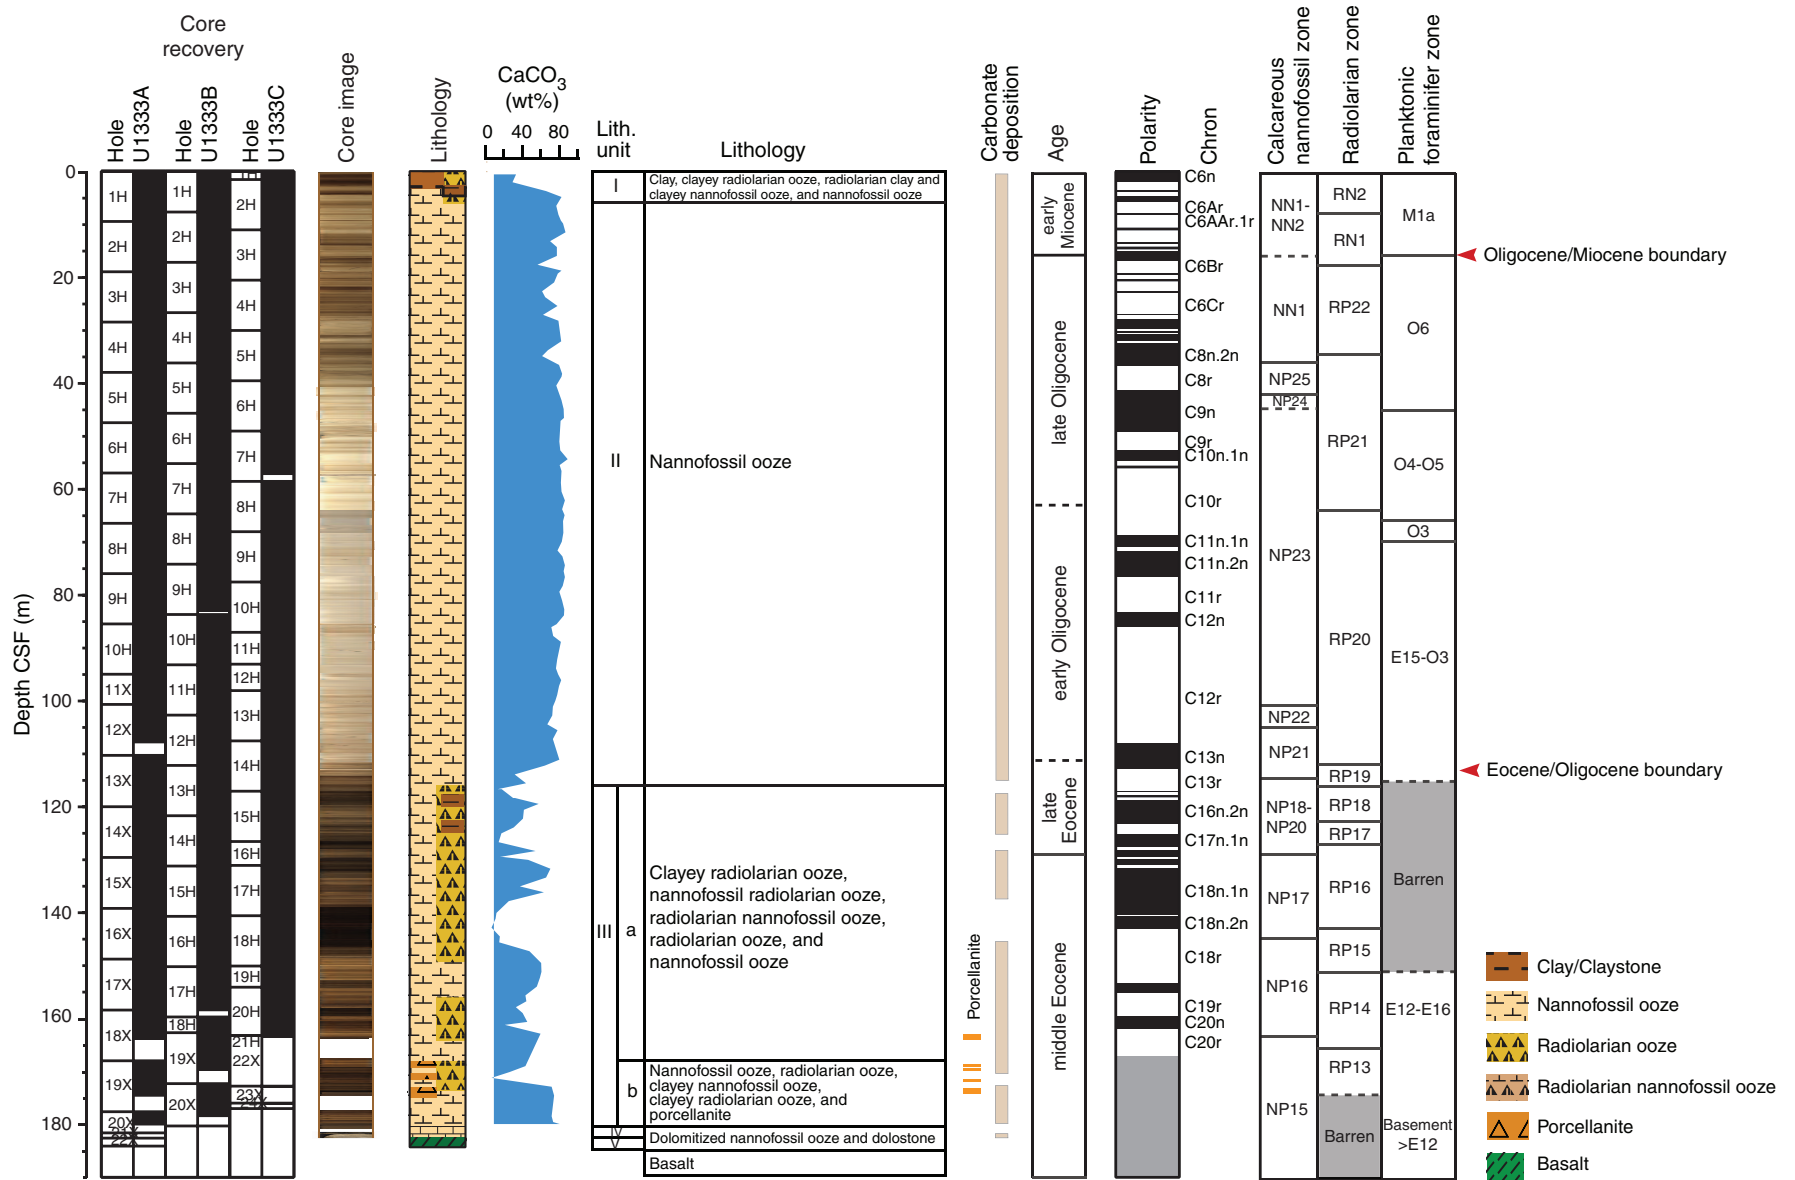 Core
recovery
Hole
U1333A
Hole
U1333B
Hole
U1333C
Core image
Lithology
CaCO3
(wt%)
0 40 80
Lith.
unit
Lithology
Carbonate
deposition
Age
Polarity
Chron
Calcareous
nannofossil zone
Radiolarian zone
Planktonic
foraminifer zone
Depth CSF (m)
0
20
40
60
80
100
120
140
160
180
1H
2H
3H
4H
5H
6H
7H
8H
9H
10H
11X
12X
13X
14X
15X
16X
17X
18X
19X
20X
21X
22X
1H
2H
3H
4H
5H
6H
7H
8H
9H
10H
11H
12H
13H
14H
15H
16H
17H
18H
19X
20X
1H
2H
3H
4H
5H
6H
7H
8H
9H
10H
11H
12H
13H
14H
15H
16H
17H
18H
19H
20H
21H
22X
23X
24X
I
Clay, clayey radiolarian ooze, radiolarian clay and
clayey nannofossil ooze, and nannofossil ooze
II
Nannofossil ooze
III
a
Clayey radiolarian ooze,
nannofossil radiolarian ooze,
radiolarian nannofossil ooze,
radiolarian ooze, and
nannofossil ooze
b
Nannofossil ooze, radiolarian ooze,
clayey nannofossil ooze,
clayey radiolarian ooze, and
porcellanite
IV
V
Dolomitized nannofossil ooze and dolostone
Basalt
Porcellanite
early
Miocene
late Oligocene
early Oligocene
late
Eocene
middle Eocene
C6n
C6Ar
C6AAr.1r
C6Br
C6Cr
C8n.2n
C8r
C9n
C9r
C10n.1n
C10r
C11n.1n
C11n.2n
C11r
C12n
C12r
C13n
C13r
C16n.2n
C17n.1n
C18n.1n
C18n.2n
C18r
C19r
C20n
C20r
NN1-
NN2
NN1
NP25
NP24
NP23
NP22
NP21
NP18-
NP20
NP17
NP16
NP15
RN2
RN1
RP22
RP21
RP20
RP19
RP18
RP17
RP16
RP15
RP14
RP13
Barren
M1a
O6
O4-O5
O3
E15-O3
Barren
E12-E16
Basement
>E12
Oligocene/Miocene boundary
Eocene/Oligocene boundary
Clay/Claystone
Nannofossil ooze
Radiolarian ooze
Radiolarian nannofossil ooze
Porcellanite
Basalt